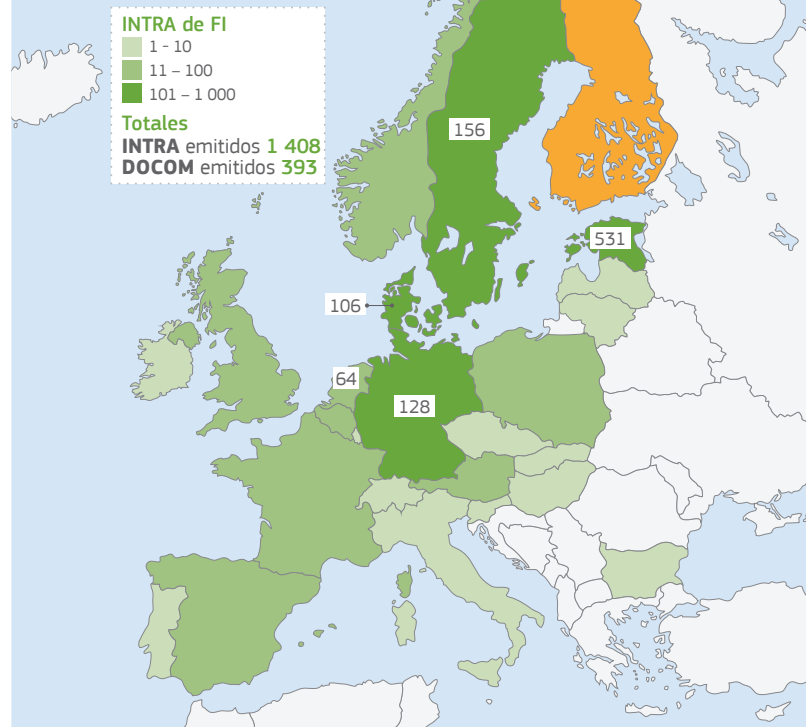 INTRA de FI
1 - 10
11 – 100
101 – 1 000
Totales
INTRA emitidos 1 408
DOCOM emitidos 393
156
531
106
64
128